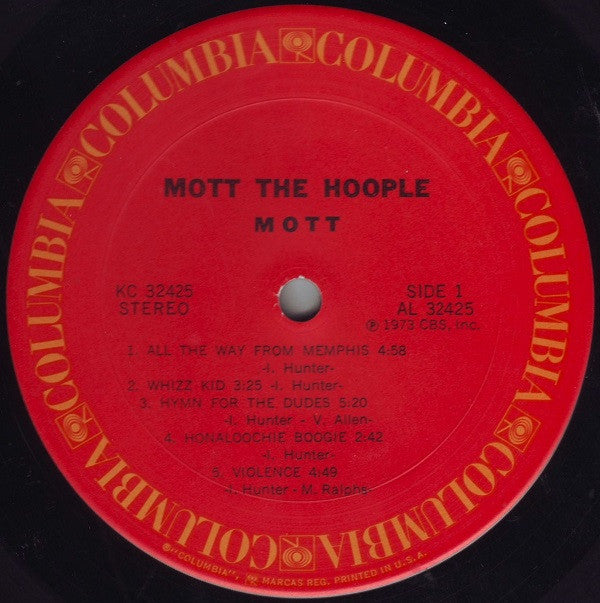 COLUMBIA COLUMBIA COLUMBIA COLUMBIA COLUMBIA COLUMBIA
MOTT THE HOOPLE
MOTT
KC 32425
STEREO
SIDE 1
AL 32425
℗ 1973 CBS, Inc.
1. ALL THE WAY FROM MEMPHIS 4:58
-I. Hunter-
2. WHIZZ KID 3:25 -I. Hunter-
3. HYMN FOR THE DUDES 5:20
-I. Hunter - V. Allen-
4. HONALOOCHIE BOOGIE 2:42
-I. Hunter-
5. VIOLENCE 4:49
-I. Hunter - M. Ralphs-
®"COLUMBIA", MARCAS REG. PRINTED IN U.S.A.